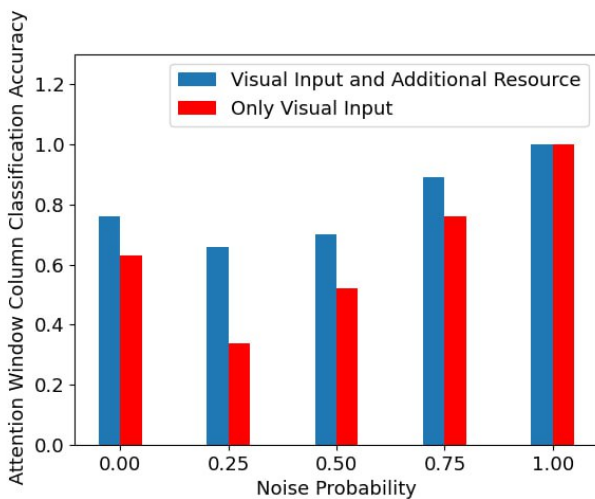 Visual Input and Additional Resource
Only Visual Input
Attention Window Column Classification Accuracy
1.2
1.0
0.8
0.6
0.4
0.2
0.0
0.00 0.25 0.50 0.75 1.00
Noise Probability